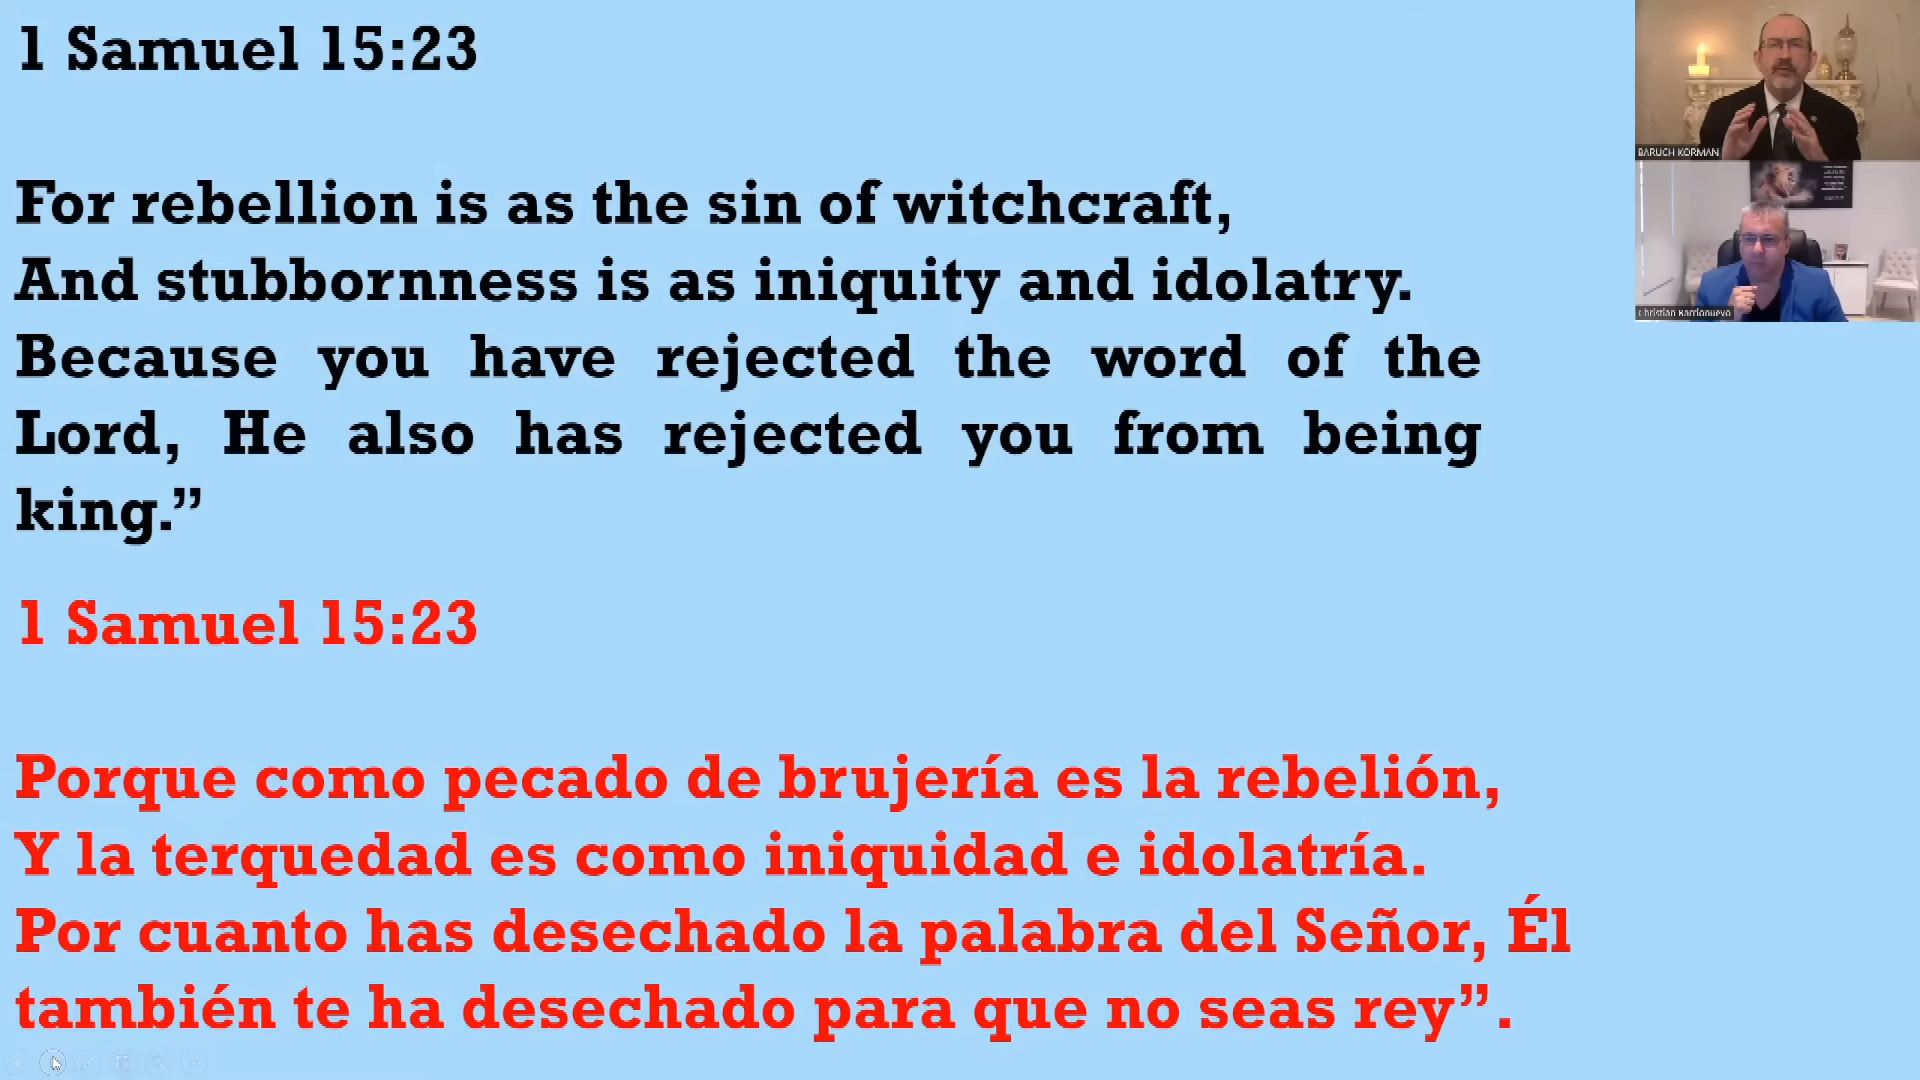 1 Samuel 15:23
For rebellion is as the sin of witchcraft,
And stubbornness is as iniquity and idolatry.
Because you have rejected the word of the
Lord, He also has rejected you from being
king.”
1 Samuel 15:23
Porque como pecado de brujería es la rebelión,
Y la terquedad es como iniquidad e idolatría.
Por cuanto has desechado la palabra del Señor, Él
también te ha desechado para que no seas rey”.
BARUCH KORMAN
Christian Barrionuevo